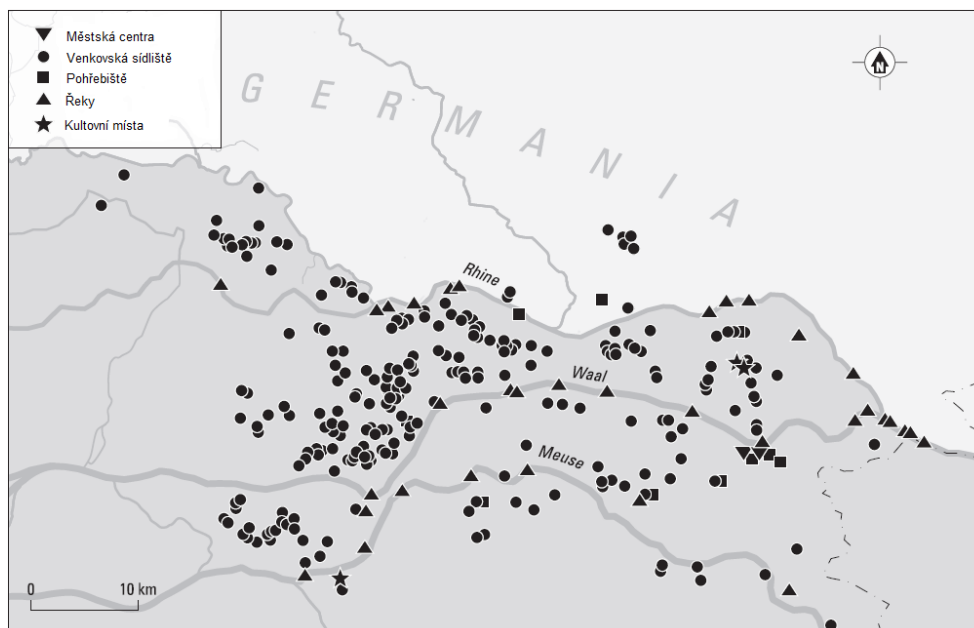 Městská centra
Venkovská sídliště
Pohřebiště
Řeky
Kultovní místa
N
GERMANIA
Rhine
Waal
Meuse
0 10 km